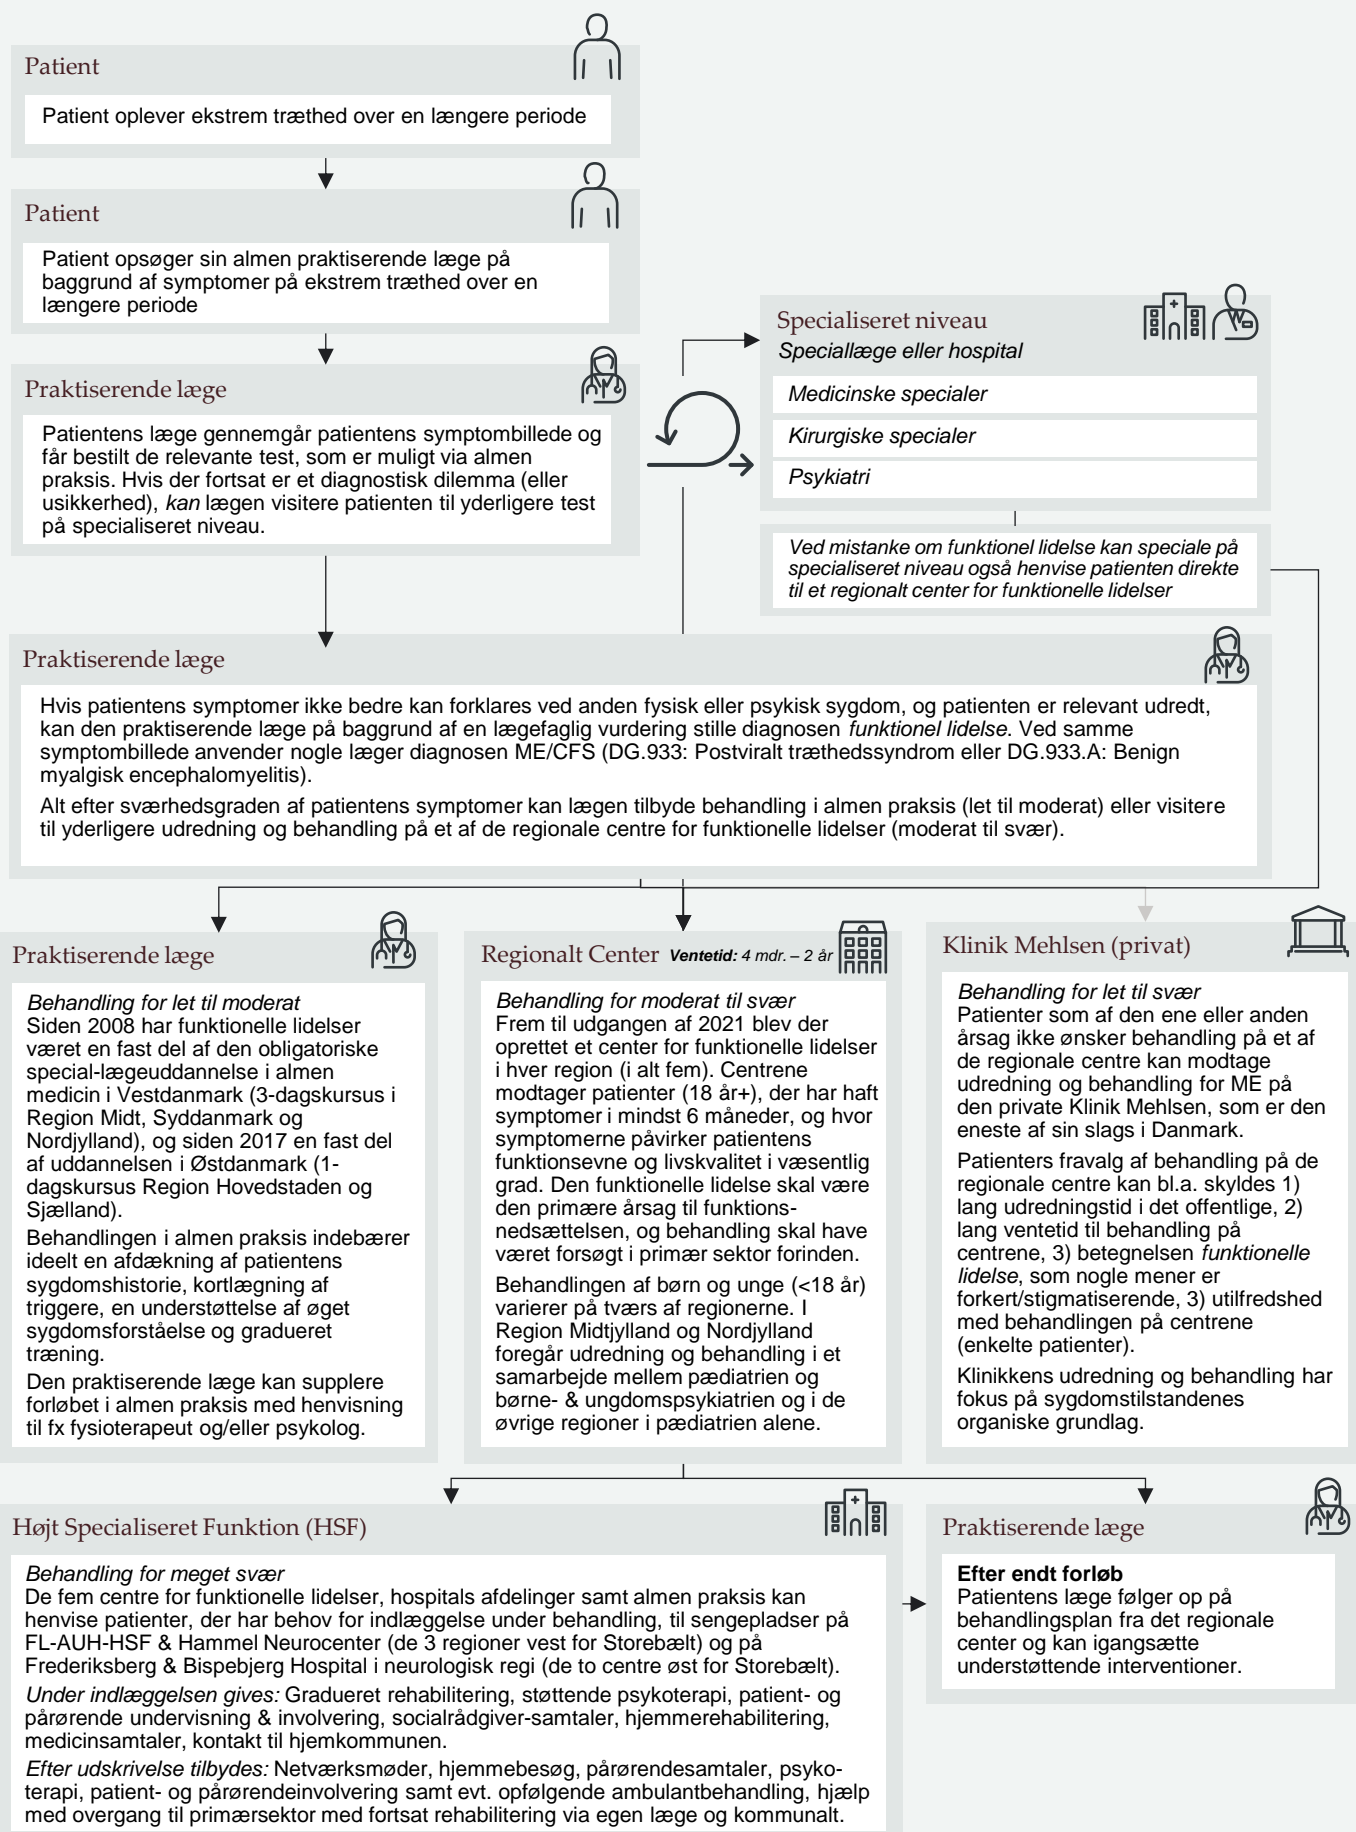 Patient
Patient oplever ekstrem træthed over en længere periode
Patient
Patient opsøger sin almen praktiserende læge på
baggrund af symptomer på ekstrem træthed over en
længere periode
Praktiserende læge
Patientens læge gennemgår patientens symptombillede og
får bestilt de relevante test, som er muligt via almen
praksis. Hvis der fortsat er et diagnostisk dilemma (eller
usikkerhed), kan lægen visitere patienten til yderligere test
på specialiseret niveau.
Specialiseret niveau
Speciallæge eller hospital
Medicinske specialer
Kirurgiske specialer
Psykiatri
Ved mistanke om funktionel lidelse kan speciale på
specialiseret niveau også henvise patienten direkte
til et regionalt center for funktionelle lidelser
Praktiserende læge
Hvis patientens symptomer ikke bedre kan forklares ved anden fysisk eller psykisk sygdom, og patienten er relevant udredt,
kan den praktiserende læge på baggrund af en lægefaglig vurdering stille diagnosen funktionel lidelse. Ved samme
symptombillede anvender nogle læger diagnosen ME/CFS (DG.933: Postviralt træthedssyndrom eller DG.933.A: Benign
myalgisk encephalomyelitis).
Alt efter sværhedsgraden af patientens symptomer kan lægen tilbyde behandling i almen praksis (let til moderat) eller visitere
til yderligere udredning og behandling på et af de regionale centre for funktionelle lidelser (moderat til svær).
Praktiserende læge
Behandling for let til moderat
Siden 2008 har funktionelle lidelser
været en fast del af den obligatoriske
special-lægeuddannelse i almen
medicin i Vestdanmark (3-dagskursus i
Region Midt, Syddanmark og
Nordjylland), og siden 2017 en fast del
af uddannelsen i Østdanmark (1-
dagskursus Region Hovedstaden og
Sjælland).
Behandlingen i almen praksis indebærer
ideelt en afdækning af patientens
sygdomshistorie, kortlægning af
triggere, en understøttelse af øget
sygdomsforståelse og gradueret
træning.
Den praktiserende læge kan supplere
forløbet i almen praksis med henvisning
til fx fysioterapeut og/eller psykolog.
Regionalt Center Ventetid: 4 mdr. – 2 år
Behandling for moderat til svær
Frem til udgangen af 2021 blev der
oprettet et center for funktionelle lidelser
i hver region (i alt fem). Centrene
modtager patienter (18 år+), der har haft
symptomer i mindst 6 måneder, og hvor
symptomerne påvirker patientens
funktionsevne og livskvalitet i væsentlig
grad. Den funktionelle lidelse skal være
den primære årsag til funktions-
nedsættelsen, og behandling skal have
været forsøgt i primær sektor forinden.
Behandlingen af børn og unge (<18 år)
varierer på tværs af regionerne. I
Region Midtjylland og Nordjylland
foregår udredning og behandling i et
samarbejde mellem pædiatrien og
børne- & ungdomspsykiatrien og i de
øvrige regioner i pædiatrien alene.
Klinik Mehlsen (privat)
Behandling for let til svær
Patienter som af den ene eller anden
årsag ikke ønsker behandling på et af
de regionale centre kan modtage
udredning og behandling for ME på
den private Klinik Mehlsen, som er den
eneste af sin slags i Danmark.
Patienters fravalg af behandling på de
regionale centre kan bl.a. skyldes 1)
lang udredningstid i det offentlige, 2)
lang ventetid til behandling på
centrene, 3) betegnelsen funktionelle
lidelse, som nogle mener er
forkert/stigmatiserende, 3) utilfredshed
med behandlingen på centrene
(enkelte patienter).
Klinikkens udredning og behandling har
fokus på sygdomstilstandenes
organiske grundlag.
Højt Specialiseret Funktion (HSF)
Behandling for meget svær
De fem centre for funktionelle lidelser, hospitals afdelinger samt almen praksis kan
henvise patienter, der har behov for indlæggelse under behandling, til sengepladser på
FL-AUH-HSF & Hammel Neurocenter (de 3 regioner vest for Storebælt) og på
Frederiksberg & Bispebjerg Hospital i neurologisk regi (de to centre øst for Storebælt).
Under indlæggelsen gives: Gradueret rehabilitering, støttende psykoterapi, patient- og
pårørende undervisning & involvering, socialrådgiver-samtaler, hjemmerehabilitering,
medicinsamtaler, kontakt til hjemkommunen.
Efter udskrivelse tilbydes: Netværksmøder, hjemmebesøg, pårørendesamtaler, psyko-
terapi, patient- og pårørendeinvolvering samt evt. opfølgende ambulantbehandling, hjælp
med overgang til primærsektor med fortsat rehabilitering via egen læge og kommunalt.
Praktiserende læge
Efter endt forløb
Patientens læge følger op på
behandlingsplan fra det regionale
center og kan igangsætte
understøttende interventioner.